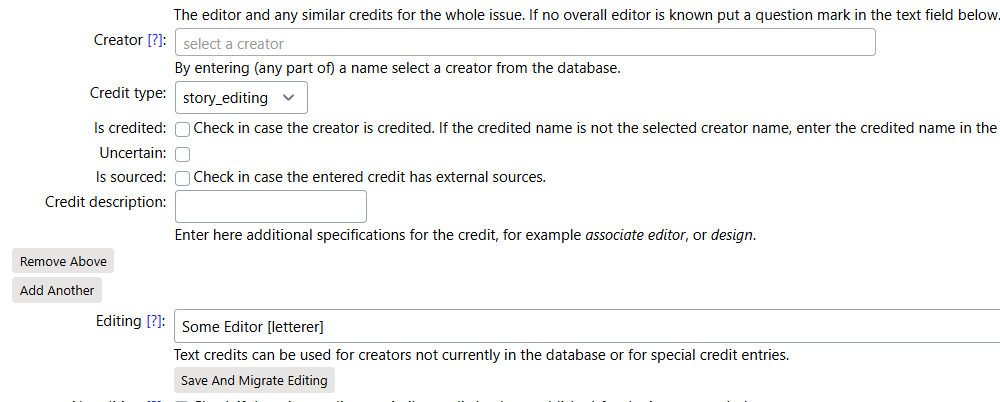 The editor and any similar credits for the whole issue. If no overall editor is known put a question mark in the text field below.
Creator [?]: select a creator
By entering (any part of) a name select a creator from the database.
Credit type: story_editing
Is credited: Check in case the creator is credited. If the credited name is not the selected creator name, enter the credited name in the
Uncertain:
Is sourced: Check in case the entered credit has external sources.
Credit description:
Enter here additional specifications for the credit, for example associate editor, or design.
Remove Above
Add Another
Editing [?]: Some Editor [letterer]
Text credits can be used for creators not currently in the database or for special credit entries.
Save And Migrate Editing